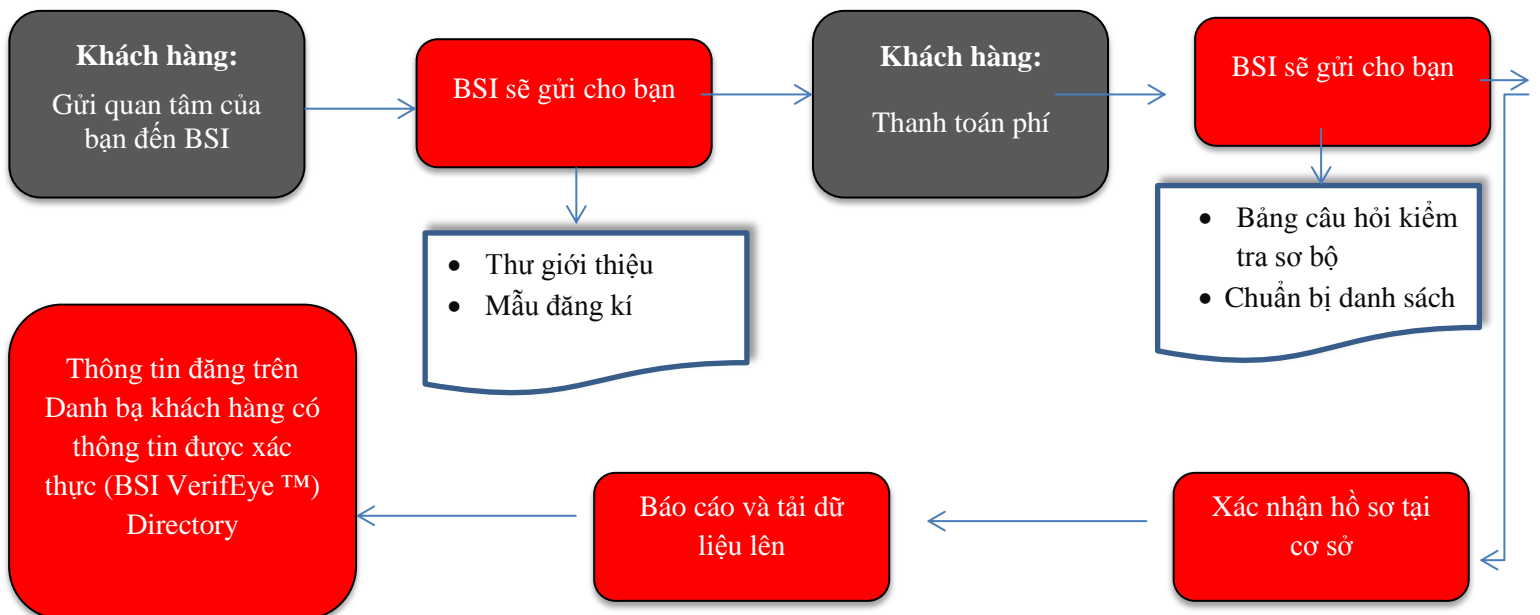 Khách hàng:
Gửi quan tâm của
bạn đến BSI
BSI sẽ gửi cho bạn
• Thư giới thiệu
• Mẫu đăng kí
Khách hàng:
Thanh toán phí
BSI sẽ gửi cho bạn
• Bảng câu hỏi kiểm
tra sơ bộ
• Chuẩn bị danh sách
Xác nhận hồ sơ tại
cơ sở
Báo cáo và tải dữ
liệu lên
Thông tin đăng trên
Danh bạ khách hàng có
thông tin được xác
thực (BSI VerifEye ™)
Directory